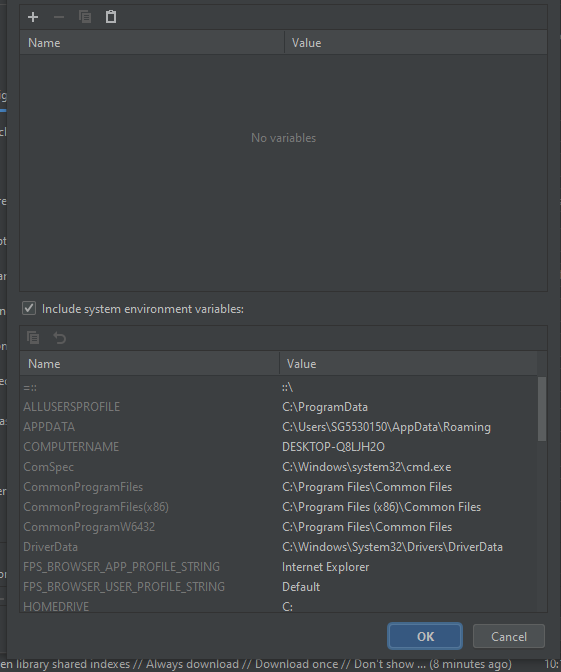 Name Value
No variables
Include system environment variables:
Name Value
=:: ::\
ALLUSERSPROFILE C:\ProgramData
APPDATA C:\Users\SG5530150\AppData\Roaming
COMPUTERNAME DESKTOP-Q8LJH2O
ComSpec C:\Windows\system32\cmd.exe
CommonProgramFiles C:\Program Files\Common Files
CommonProgramFiles(x86) C:\Program Files (x86)\Common Files
CommonProgramW6432 C:\Program Files\Common Files
DriverData C:\Windows\System32\Drivers\DriverData
FPS_BROWSER_APP_PROFILE_STRING Internet Explorer
FPS_BROWSER_USER_PROFILE_STRING Default
HOMEDRIVE C:
OK Cancel
en library shared indexes // Always download // Download once // Don't show ... (8 minutes ago) 10: